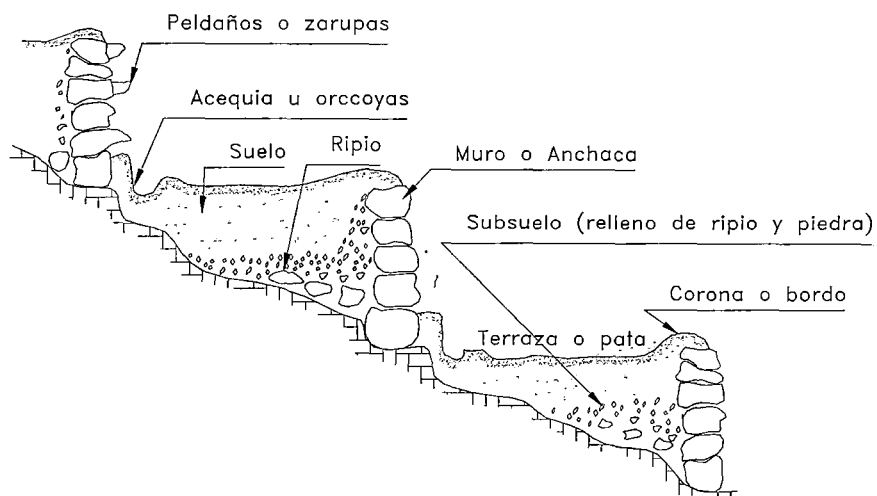 Peldaños o zarupas
Acequia u orccoyas
Suelo
Ripio
Muro o Anchaca
Subsuelo (relleno de ripio y piedra)
Corona o bordo
Terraza o pata